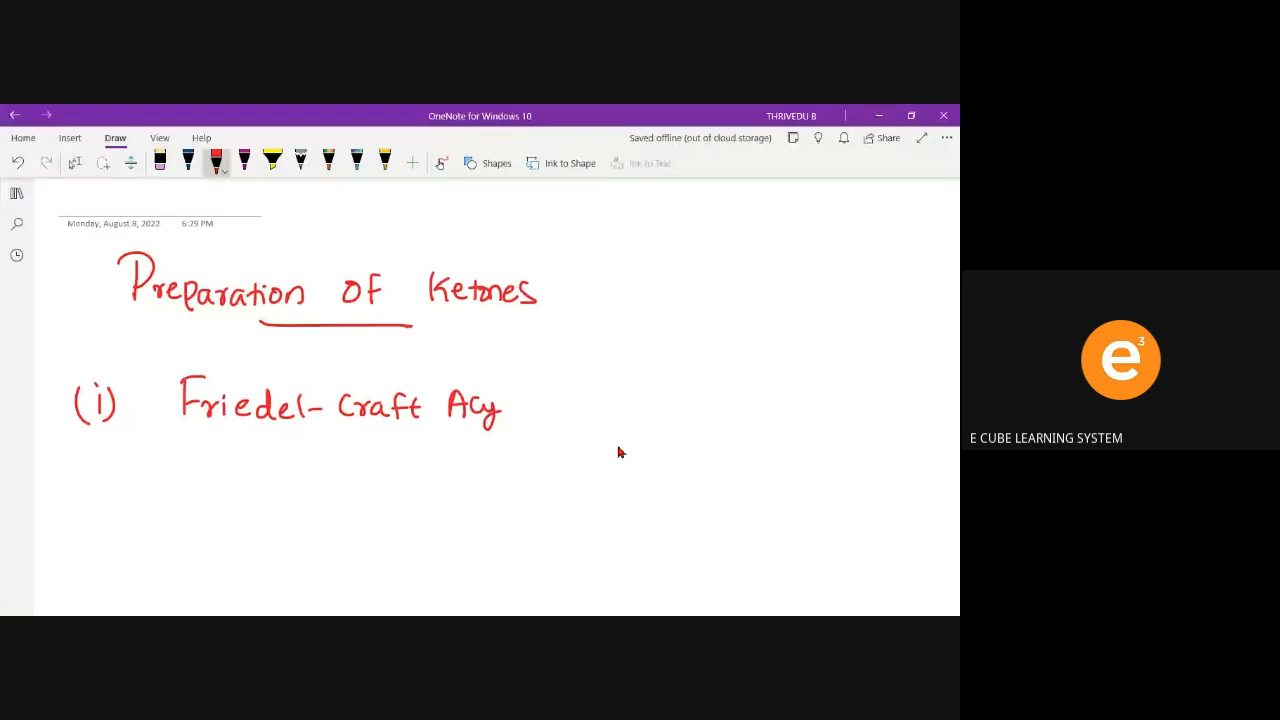 OneNote for Windows 10
THRIVEDU B
Home Insert Draw View Help
Saved offline (out of cloud storage)
Share
Shapes
Ink to Shape
Ink to Text
Monday, August 8, 2022 6:29 PM
Preparation of Ketones
(i) Friedel-Craft Acy
e3
E CUBE LEARNING SYSTEM